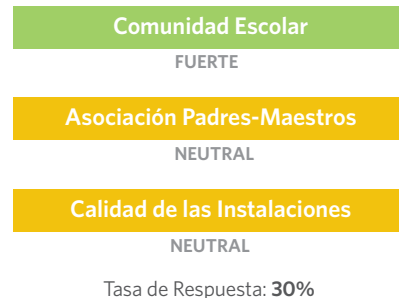 Comunidad Escolar
FUERTE
Asociación Padres-Maestros
NEUTRAL
Calidad de las Instalaciones
NEUTRAL
Tasa de Respuesta: 30%